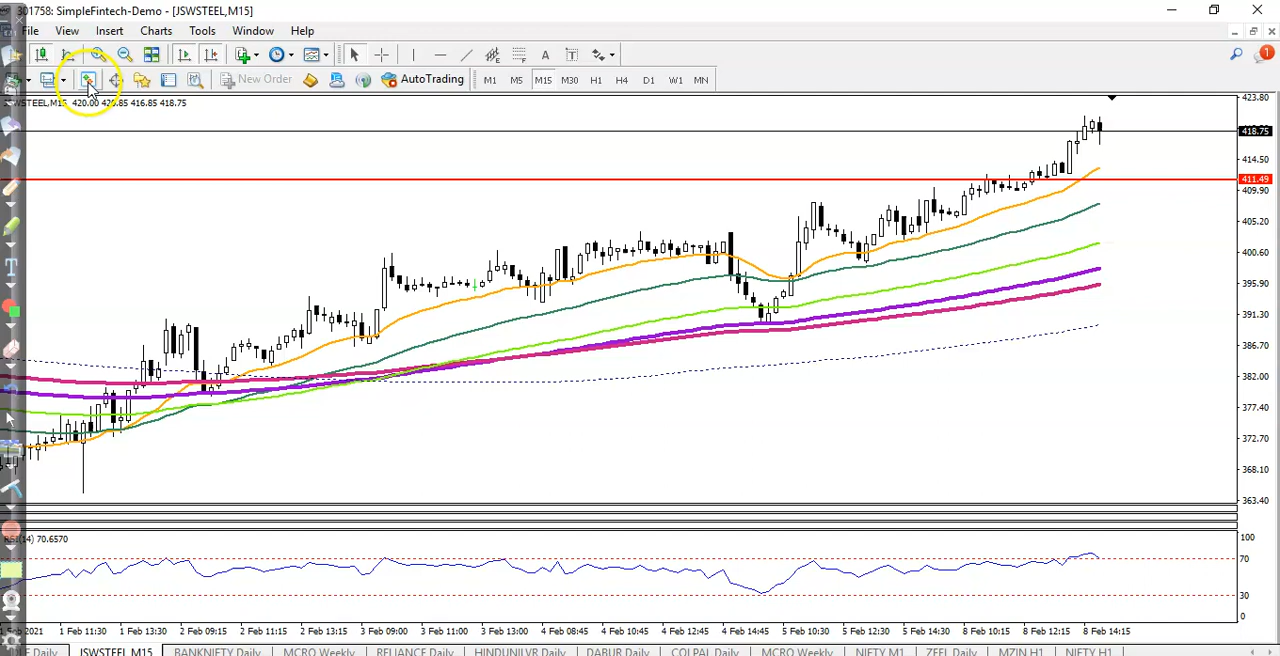 301758: SimpleFintech-Demo - [JSWSTEEL,M15]
File View Insert Charts Tools Window Help
New Order AutoTrading M1 M5 M15 M30 H1 H4 D1 W1 MN
420.00 420.85 416.85 418.75
423.80
418.75
414.50
411.49
409.90
405.20
400.60
395.90
391.30
386.70
382.00
377.40
372.70
368.10
363.40
RSI(14) 70.6570
100
70
30
0
2021 1 Feb 11:30 1 Feb 13:30 2 Feb 09:15 2 Feb 11:15 2 Feb 13:15 3 Feb 09:00 3 Feb 11:00 3 Feb 13:00 4 Feb 08:45 4 Feb 10:45 4 Feb 12:45 4 Feb 14:45 5 Feb 10:30 5 Feb 12:30 5 Feb 14:30 8 Feb 10:15 8 Feb 12:15 8 Feb 14:15
Daily JSWSTEEL,M15 BANKNIFTY,Daily MCRO,Weekly RELIANCE,Daily HINDUNILVR,Daily DABUR,Daily COLPAL,Daily MCRO,Weekly NIFTY,M1 ZEEL,Daily MZIN,H1 NIFTY,H1